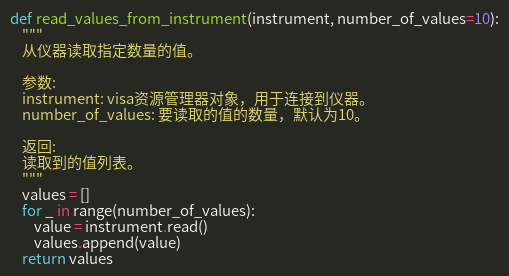 def read_values_from_instrument(instrument, number_of_values=10):
"""
从仪器读取指定数量的值。
参数:
instrument: visa资源管理器对象，用于连接到仪器。
number_of_values: 要读取的值的数量，默认为10。
返回:
读取到的值列表。
"""
values = []
for _ in range(number_of_values):
value = instrument.read()
values.append(value)
return values